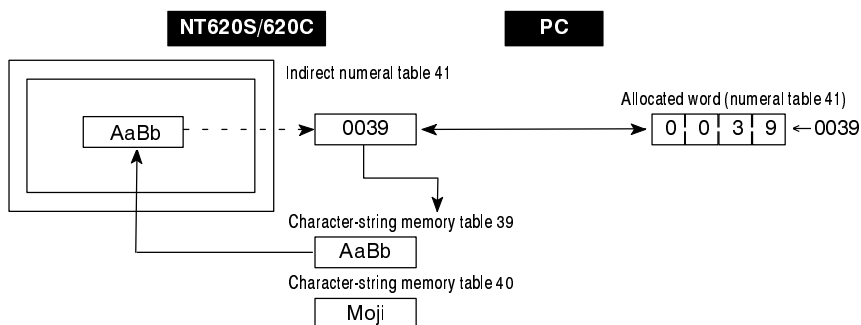 NT620S/620C
PC
Indirect numeral table 41
Allocated word (numeral table 41)
AaBb
0039
0 0 3 9
0039
Character-string memory table 39
AaBb
Character-string memory table 40
Moji